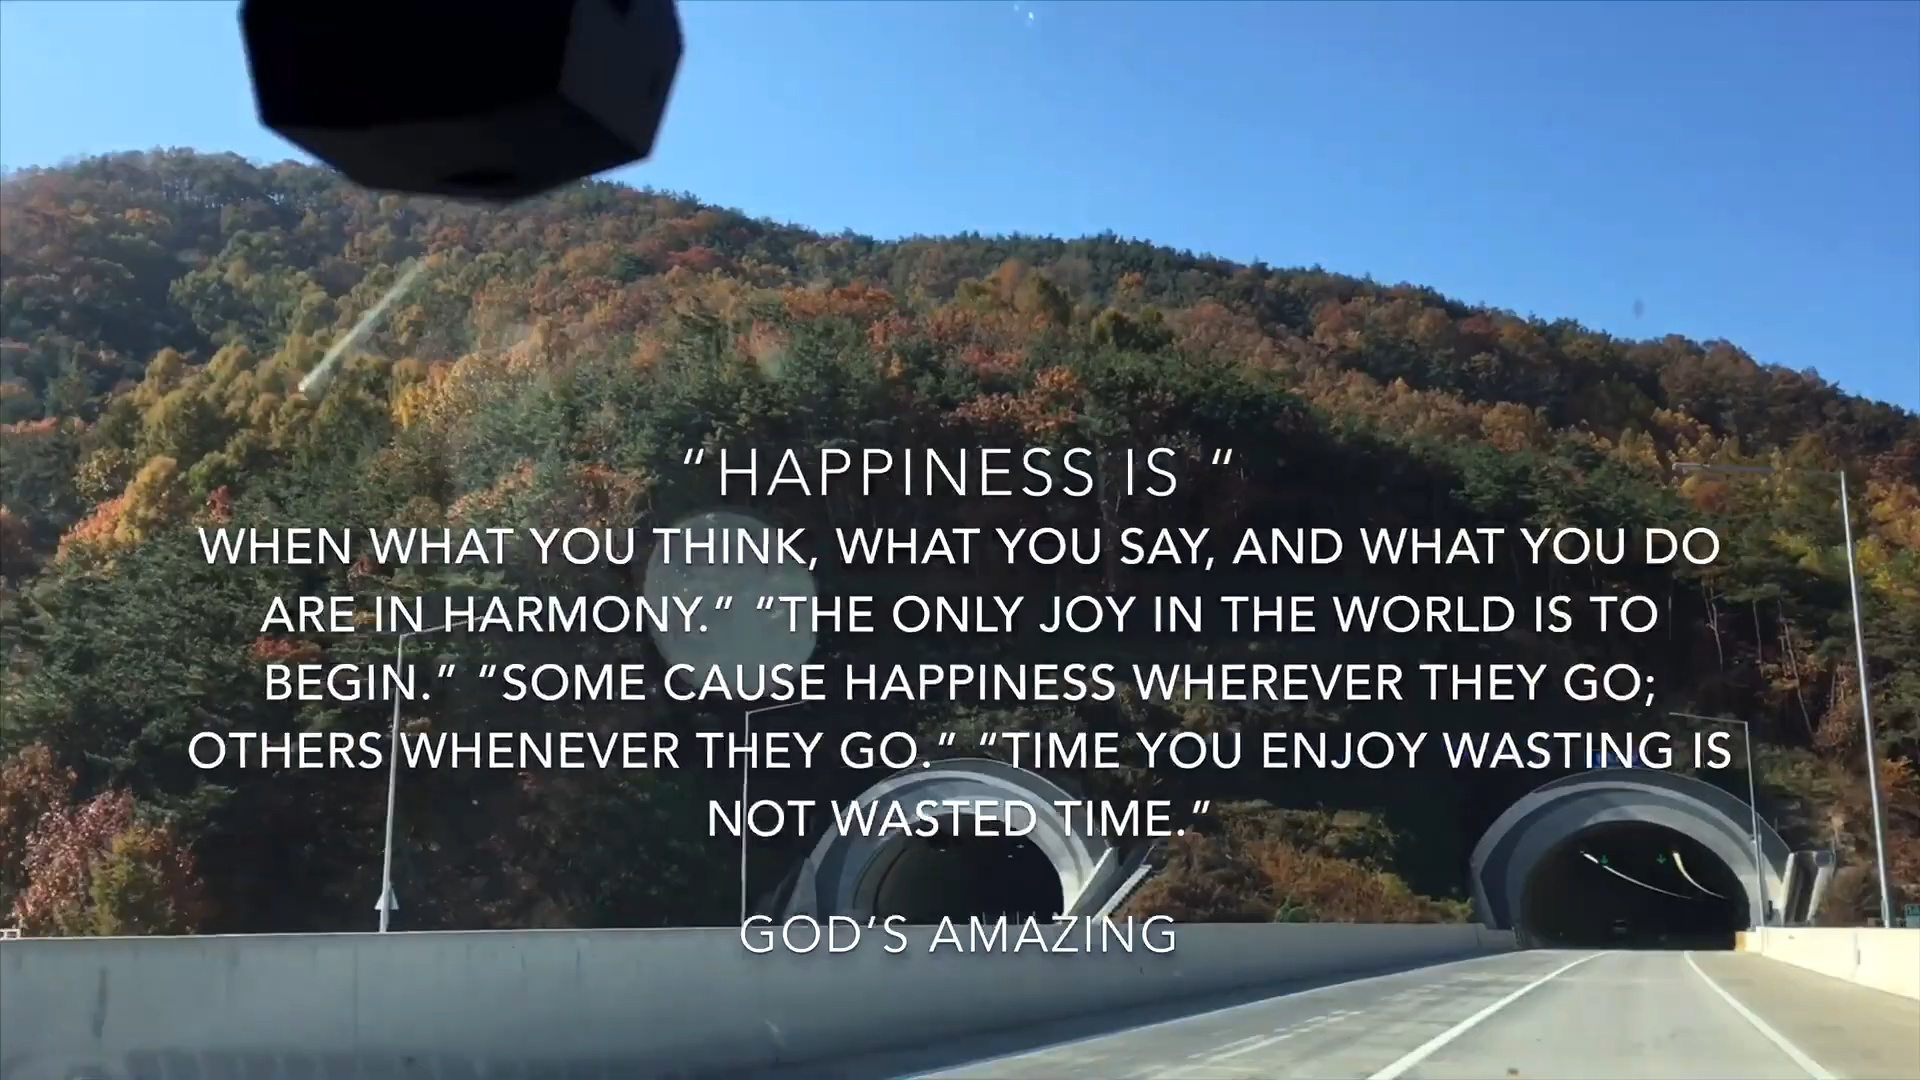 “HAPPINESS IS “
WHEN WHAT YOU THINK, WHAT YOU SAY, AND WHAT YOU DO
ARE IN HARMONY.” “THE ONLY JOY IN THE WORLD IS TO
BEGIN.” “SOME CAUSE HAPPINESS WHEREVER THEY GO;
OTHERS WHENEVER THEY GO.” “TIME YOU ENJOY WASTING IS
NOT WASTED TIME.”
GOD’S AMAZING